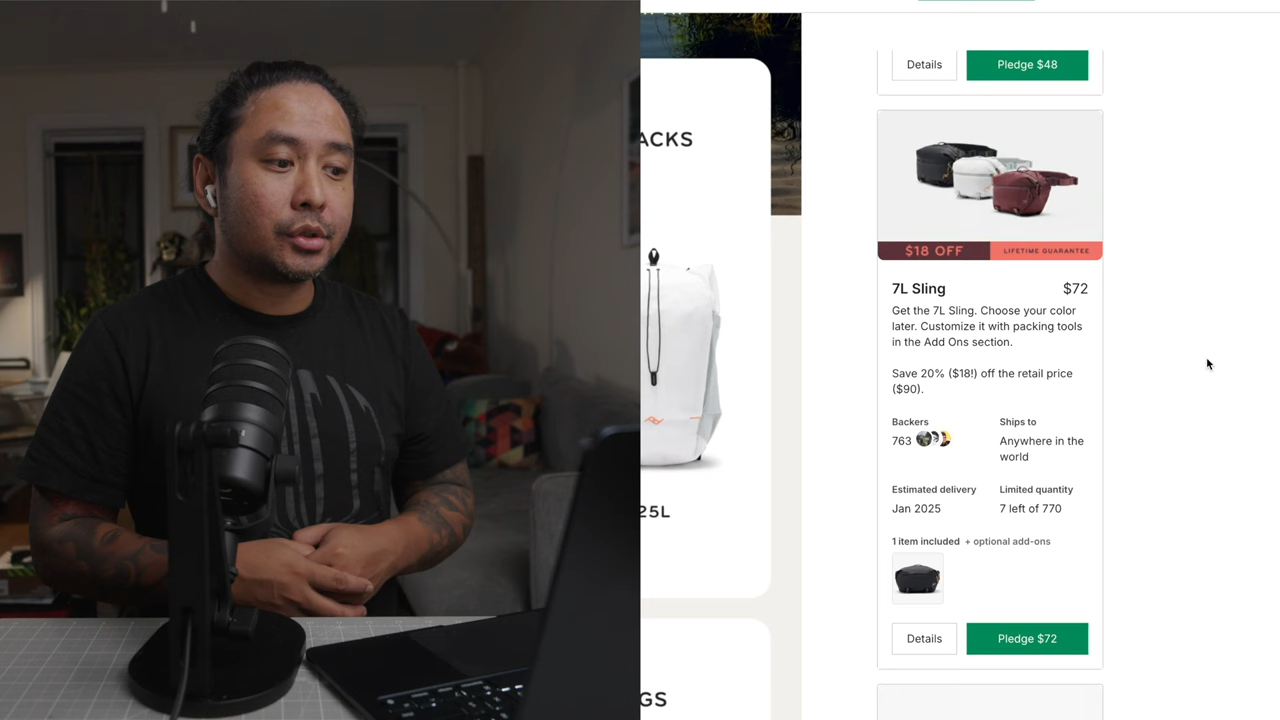 Details
Pledge $48
ACKS
$18 OFF
LIFETIME GUARANTEE
7L Sling
$72
Get the 7L Sling. Choose your color
later. Customize it with packing tools
in the Add Ons section.
Save 20% ($18!) off the retail price
($90).
Backers
Ships to
763
Anywhere in the
world
Estimated delivery
Limited quantity
Jan 2025
7 left of 770
1 item included + optional add-ons
25L
Details
Pledge $72
GS